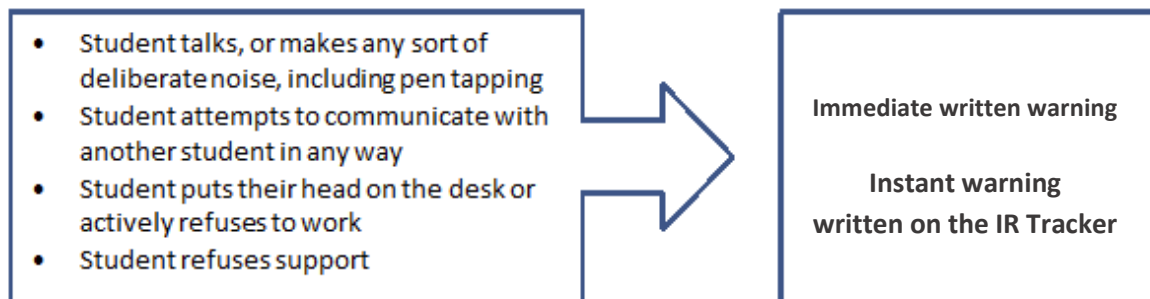 • Student talks, or makes any sort of
deliberate noise, including pen tapping
• Student attempts to communicate with
another student in any way
• Student puts their head on the desk or
actively refuses to work
• Student refuses support
Immediate written warning
Instant warning
written on the IR Tracker